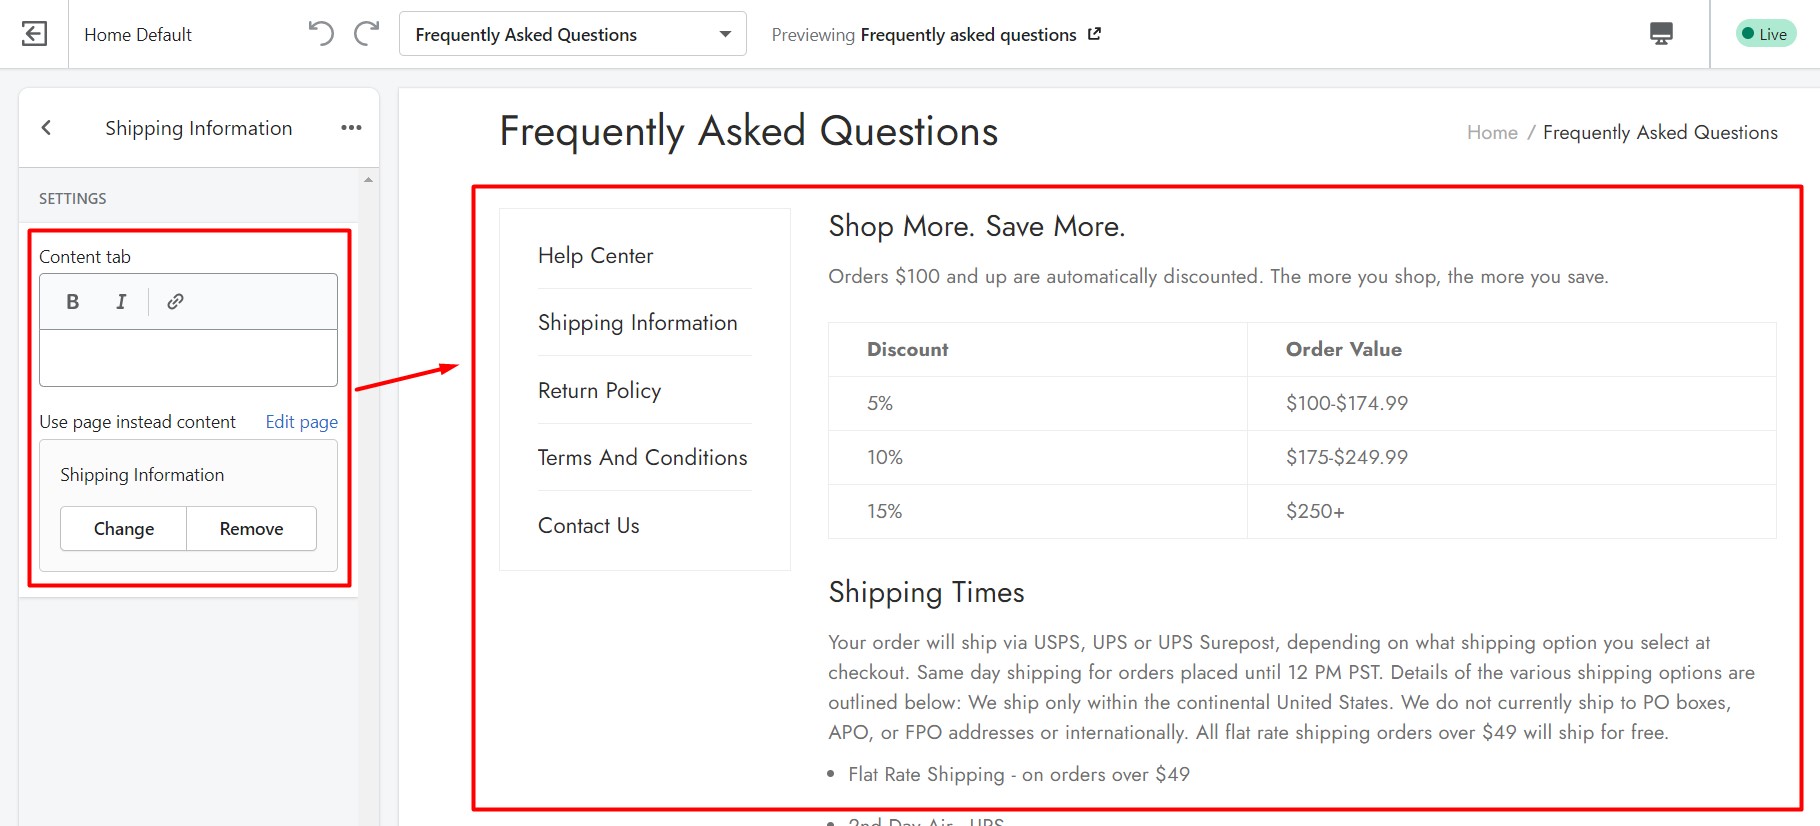 Home Default
Frequently Asked Questions
Previewing Frequently asked questions
Live
Shipping Information
SETTINGS
Content tab
B I
Use page instead content Edit page
Shipping Information
Change Remove
Frequently Asked Questions
Home / Frequently Asked Questions
Help Center
Shipping Information
Return Policy
Terms And Conditions
Contact Us
Shop More. Save More.
Orders $100 and up are automatically discounted. The more you shop, the more you save.
Discount Order Value
5% $100-$174.99
10% $175-$249.99
15% $250+
Shipping Times
Your order will ship via USPS, UPS or UPS Surepost, depending on what shipping option you select at
checkout. Same day shipping for orders placed until 12 PM PST. Details of the various shipping options are
outlined below: We ship only within the continental United States. We do not currently ship to PO boxes,
APO, or FPO addresses or internationally. All flat rate shipping orders over $49 will ship for free.
• Flat Rate Shipping - on orders over $49
• 2nd Day Air - UPS